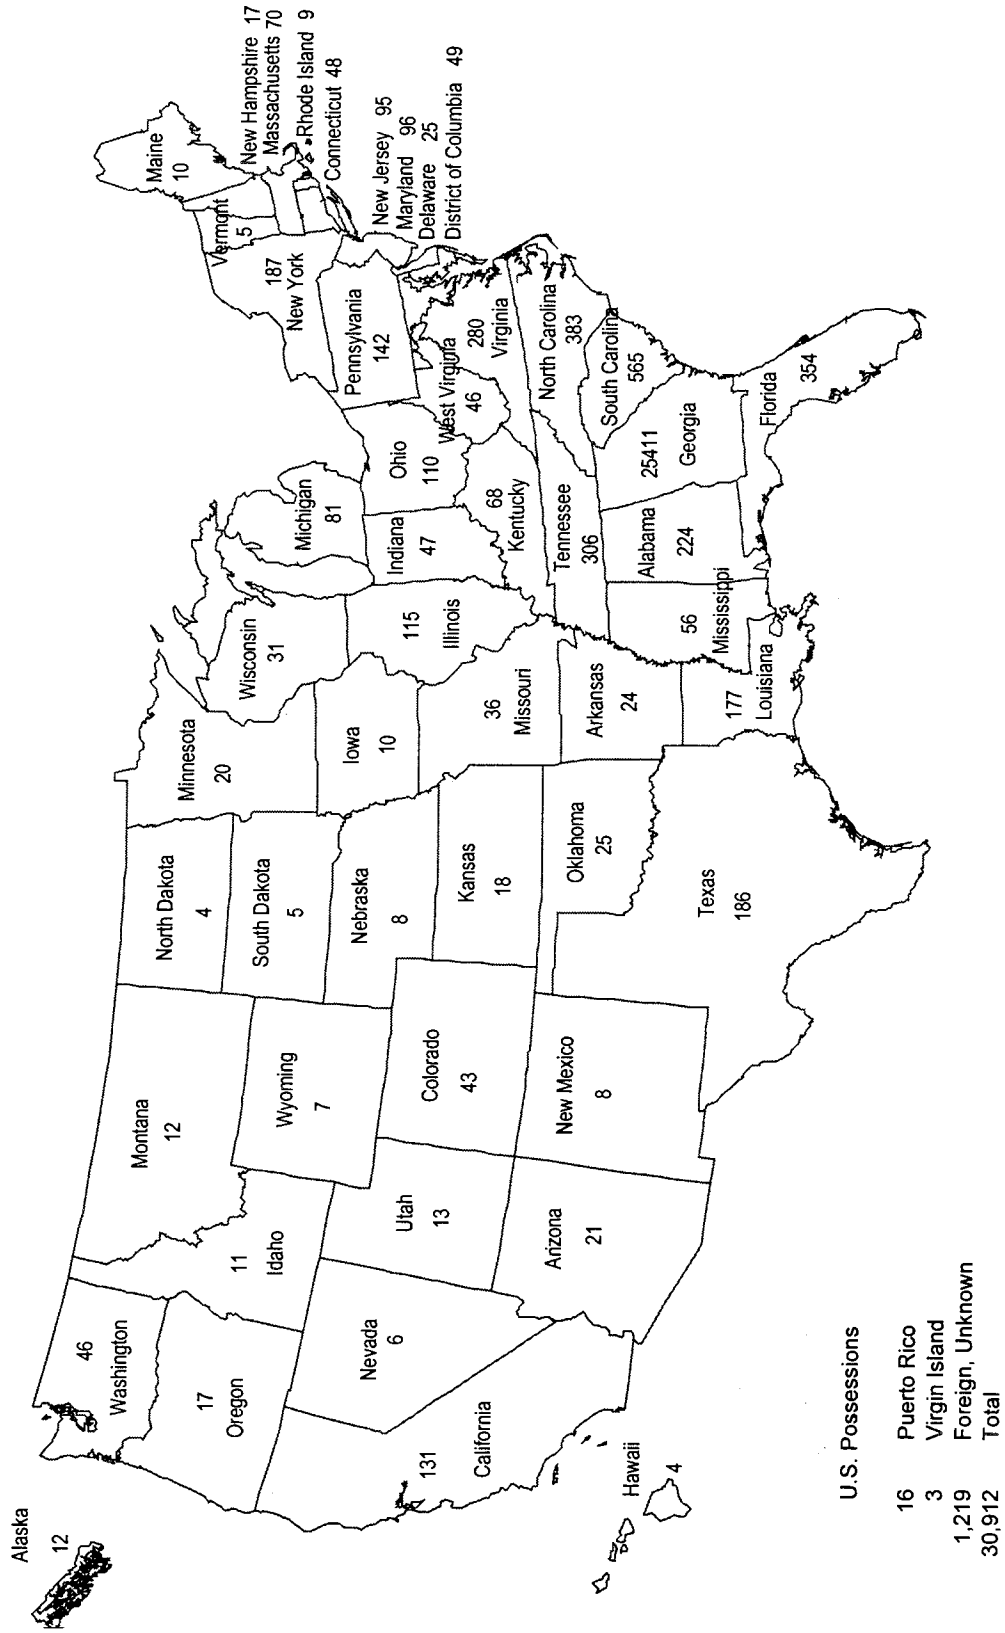 Alaska
12
46
Washington
17
Oregon
131
California
Hawaii
4
Nevada
6
11
Idaho
Montana
12
Wyoming
7
Utah
13
Arizona
21
Colorado
43
New Mexico
8
North Dakota
4
South Dakota
5
Nebraska
8
Kansas
18
Oklahoma
25
Texas
186
Minnesota
20
Iowa
10
36
Missouri
Arkansas
24
177
Louisiana
Wisconsin
31
115
Illinois
Michigan
81
Indiana
47
Ohio
110
68
Kentucky
Tennessee
306
56
Mississippi
Alabama
224
25411
Georgia
Florida
354
South Carolina
565
North Carolina
383
280
Virginia
West Virginia
46
Pennsylvania
142
187
New York
Vermont
5
Maine
10
New Hampshire 17
Massachusetts 70
Rhode Island 9
Connecticut 48
New Jersey 95
Maryland 96
Delaware 25
District of Columbia 49
U.S. Possessions
16 Puerto Rico
3 Virgin Island
1,219 Foreign, Unknown
30,912 Total